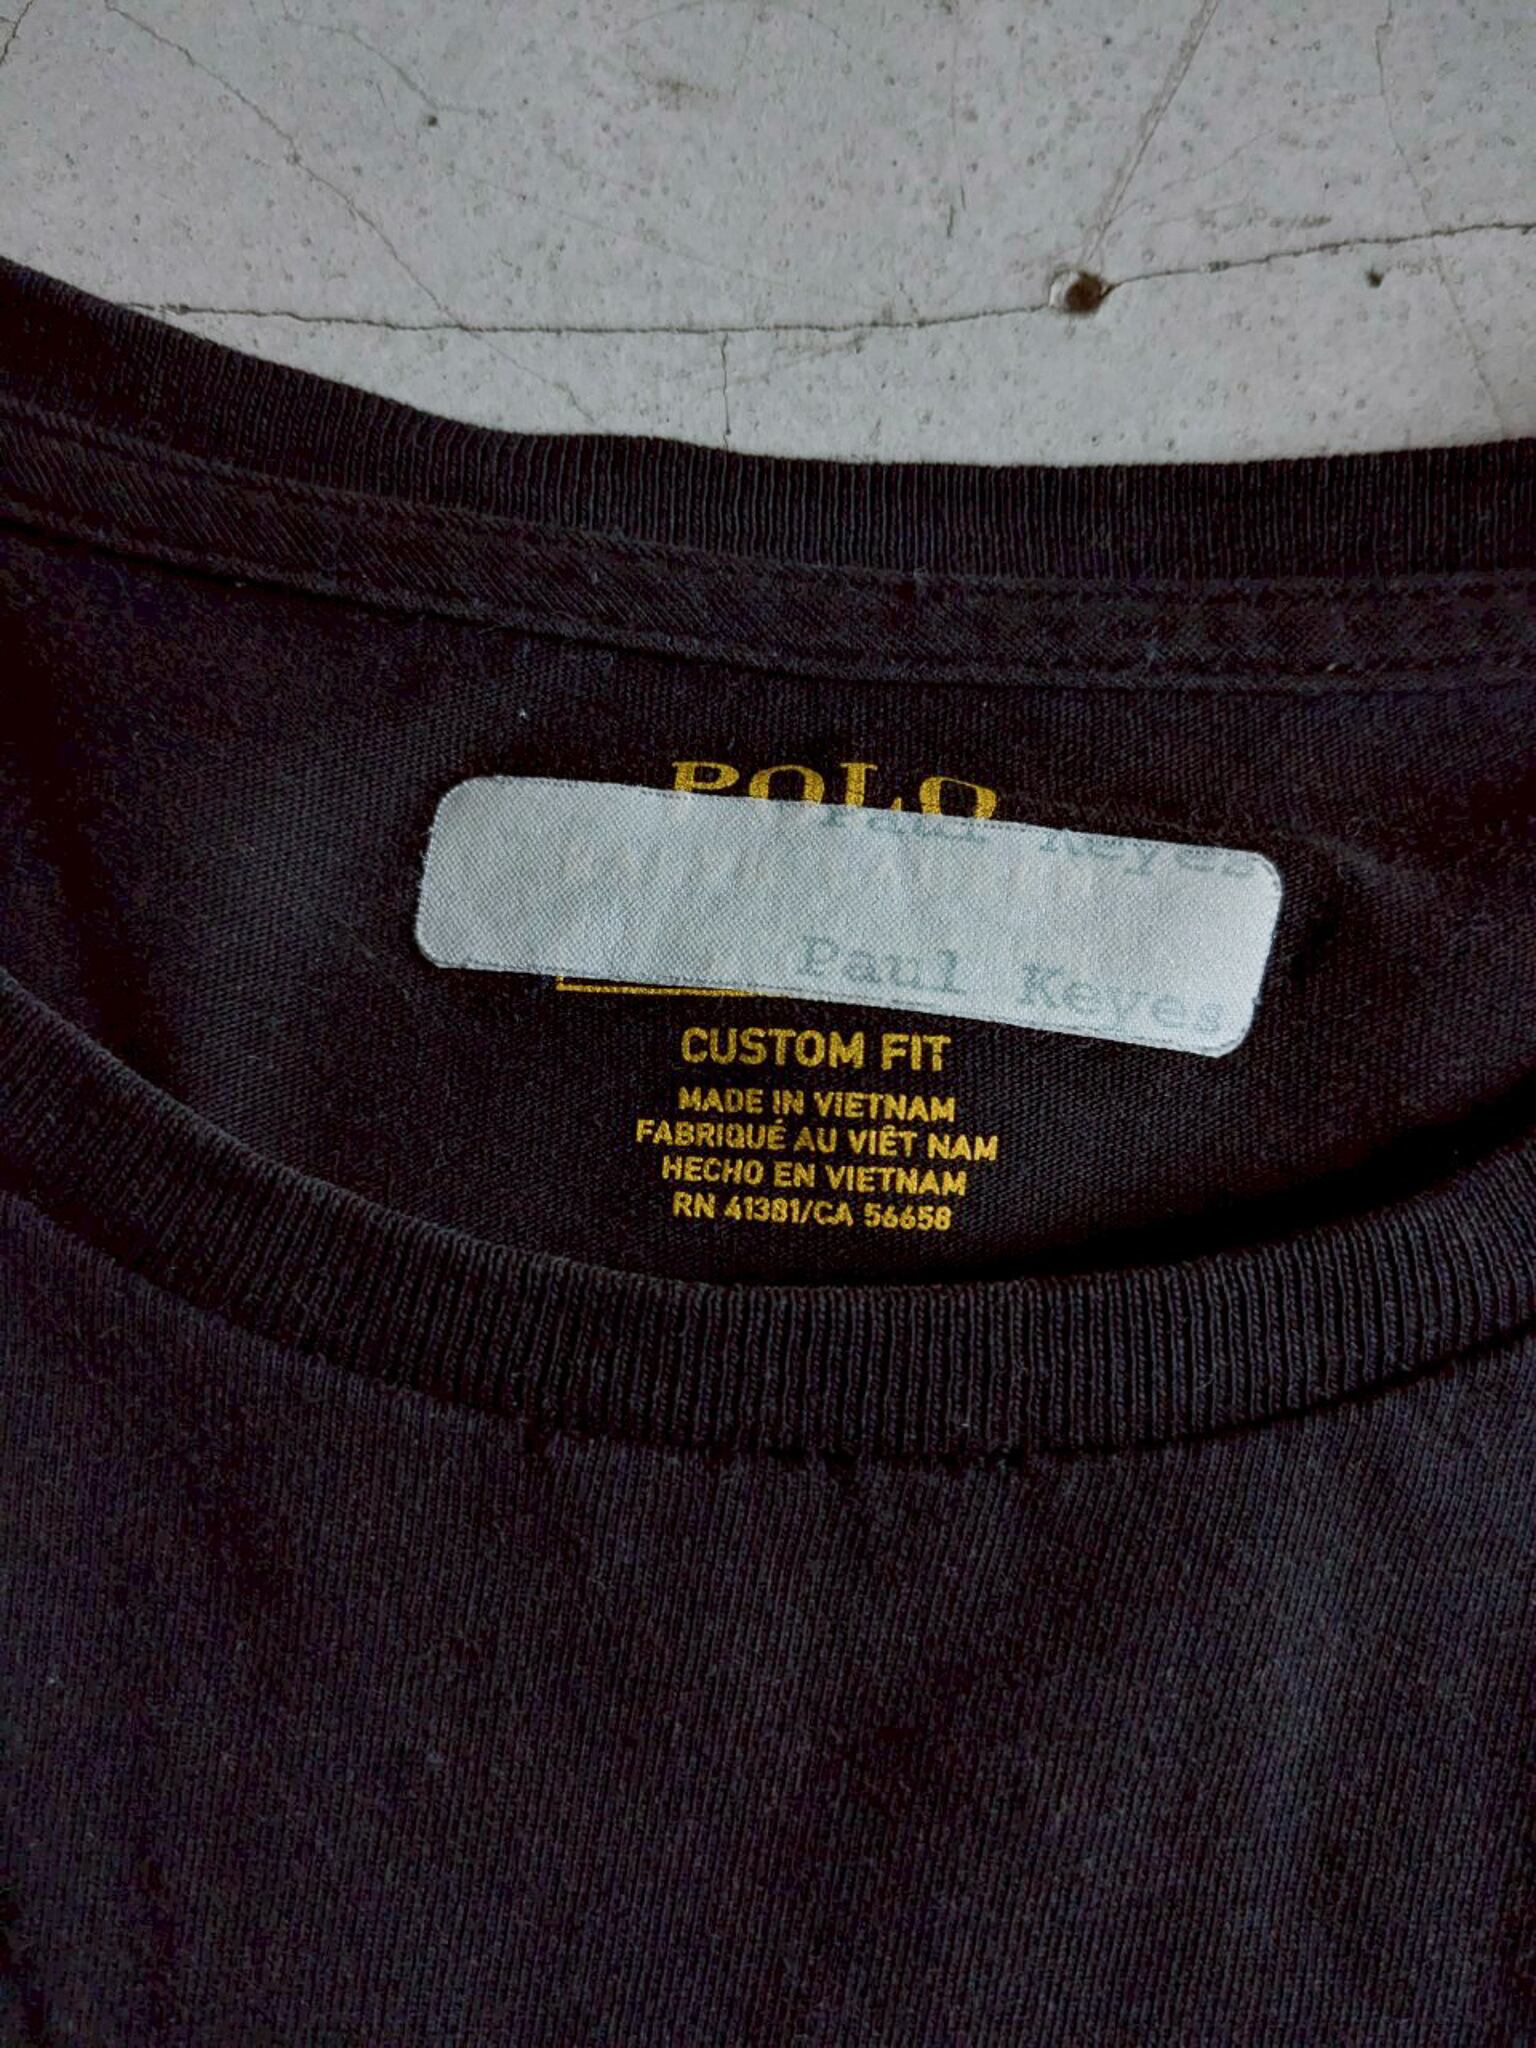 POLO
Paul Keyes
Paul Keyes
CUSTOM FIT
MADE IN VIETNAM
FABRIQUÉ AU VIÊT NAM
HECHO EN VIETNAM
RN 41381/CA 56658